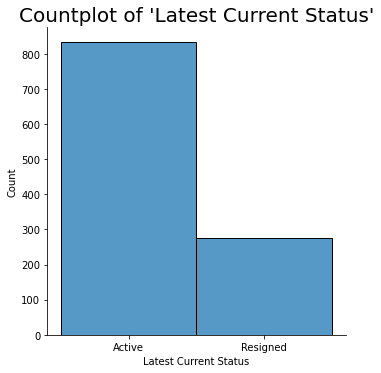 Countplot of 'Latest Current Status'
800
700
600
500
400
300
200
100
0
Count
Active Resigned
Latest Current Status